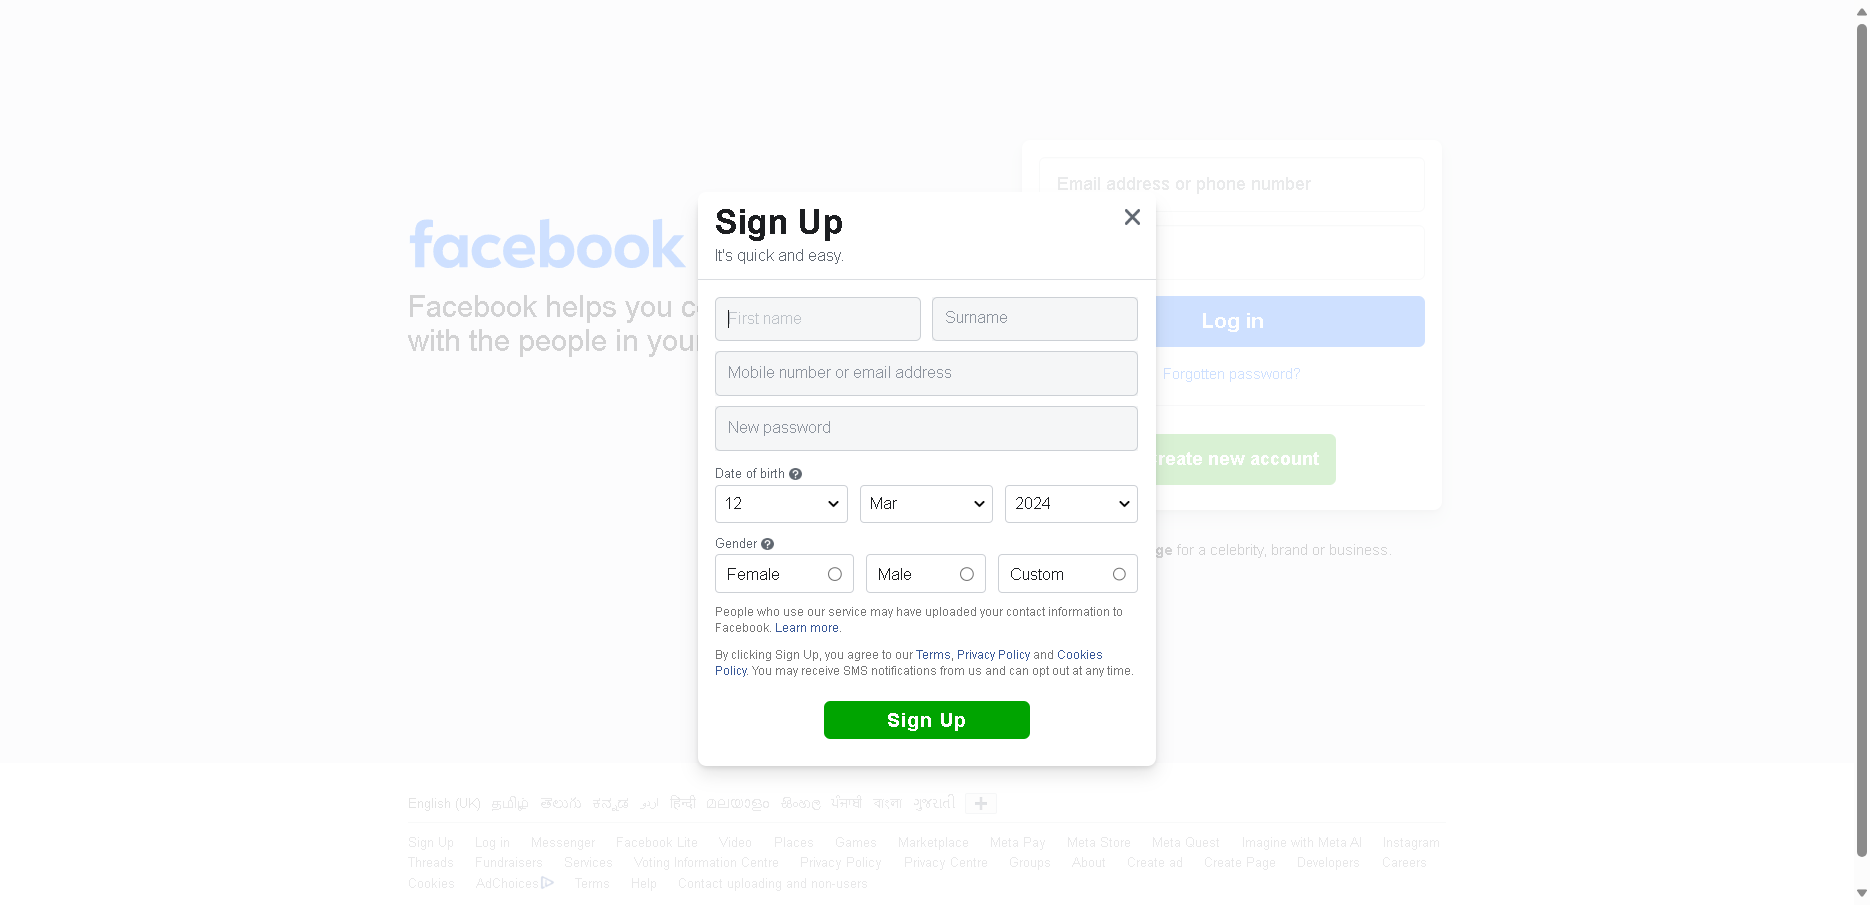 Email address or phone number
Sign Up
It's quick and easy.
facebook
Facebook helps you c
with the people in your
First name
Surname
Log in
Mobile number or email address
Forgotten password?
New password
reate new account
Date of birth
12
Mar
2024
Gender
ge for a celebrity, brand or business.
Female
Male
Custom
People who use our service may have uploaded your contact information to
Facebook. Learn more.
By clicking Sign Up, you agree to our Terms, Privacy Policy and Cookies
Policy. You may receive SMS notifications from us and can opt out at any time.
Sign Up
English (UK) தமிழ் తెలుగు ಕನ್ನಡ اردو हिन्दी മലയാളം සිංහල ਪੰਜਾਬੀ বাংলা ગુજરાતી
Sign Up Log in Messenger Facebook Lite Video Places Games Marketplace Meta Pay Meta Store Meta Quest Imagine with Meta AI Instagram
Threads Fundraisers Services Voting Information Centre Privacy Policy Privacy Centre Groups About Create ad Create Page Developers Careers
Cookies AdChoices Terms Help Contact uploading and non-users